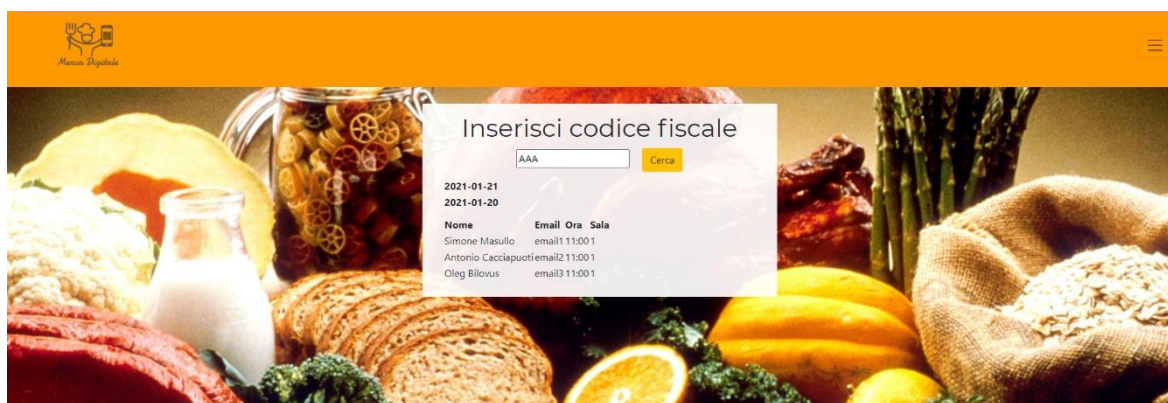 Mensa Digitale
Inserisci codice fiscale
AAA Cerca
2021-01-21
2021-01-20
Nome Email Ora Sala
Simone Masullo email1 11:00 1
Antonio Cacciapuoti email2 11:00 1
Oleg Bilovus email3 11:00 1